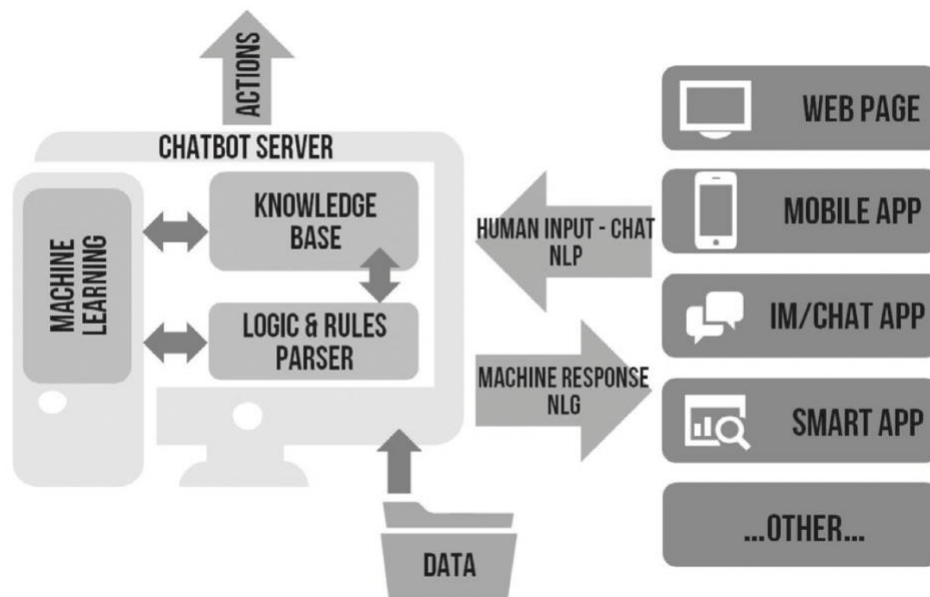 ACTIONS
CHATBOT SERVER
KNOWLEDGE
BASE
MACHINE
LEARNING
LOGIC & RULES
PARSER
HUMAN INPUT - CHAT
NLP
MACHINE RESPONSE
NLG
DATA
WEB PAGE
MOBILE APP
IM/CHAT APP
SMART APP
...OTHER...